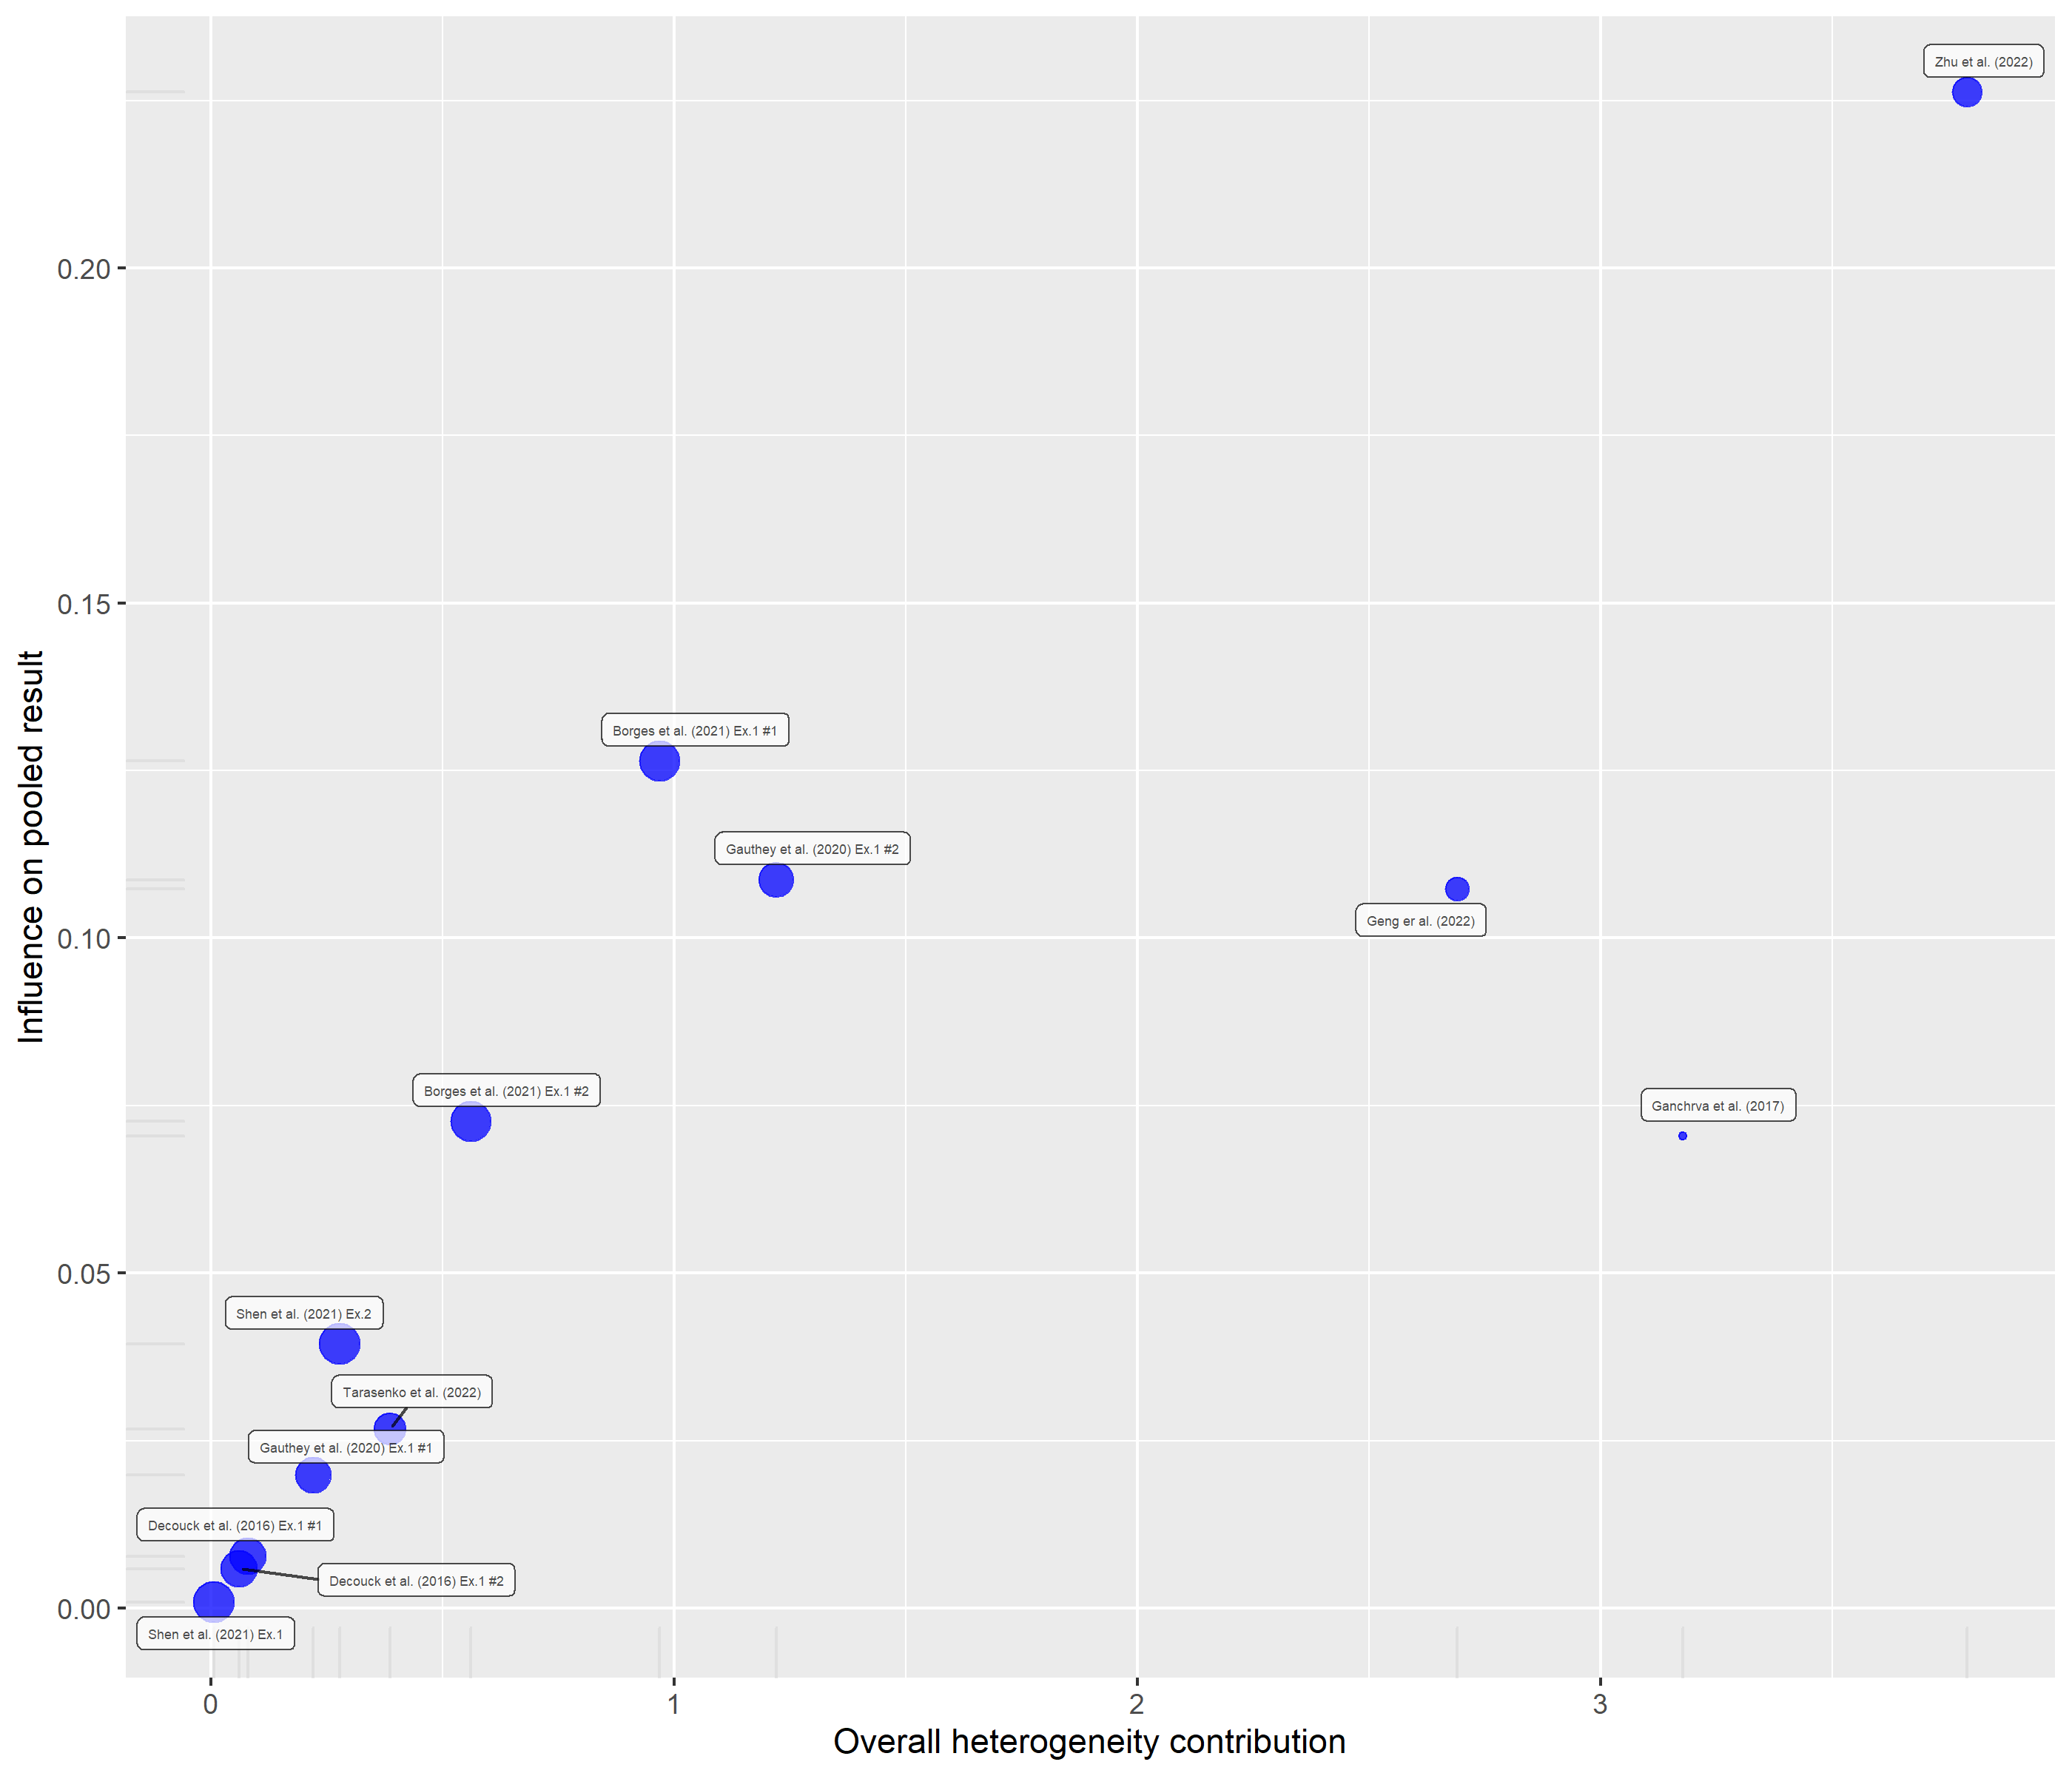 Zhu et al. (2022)
0.20
0.15
Borges et al. (2021) Ex.1 #1
Gauthey et al. (2020) Ex.1 #2
Geng er al. (2022)
0.10
Borges et al. (2021) Ex.1 #2
Ganchrva et al. (2017)
0.05
Shen et al. (2021) Ex.2
Tarasenko et al. (2022)
Gauthey et al. (2020) Ex.1 #1
Decouck et al. (2016) Ex.1 #1
Decouck et al. (2016) Ex.1 #2
0.00
Shen et al. (2021) Ex.1
0 1 2 3
Overall heterogeneity contribution
Influence on pooled result